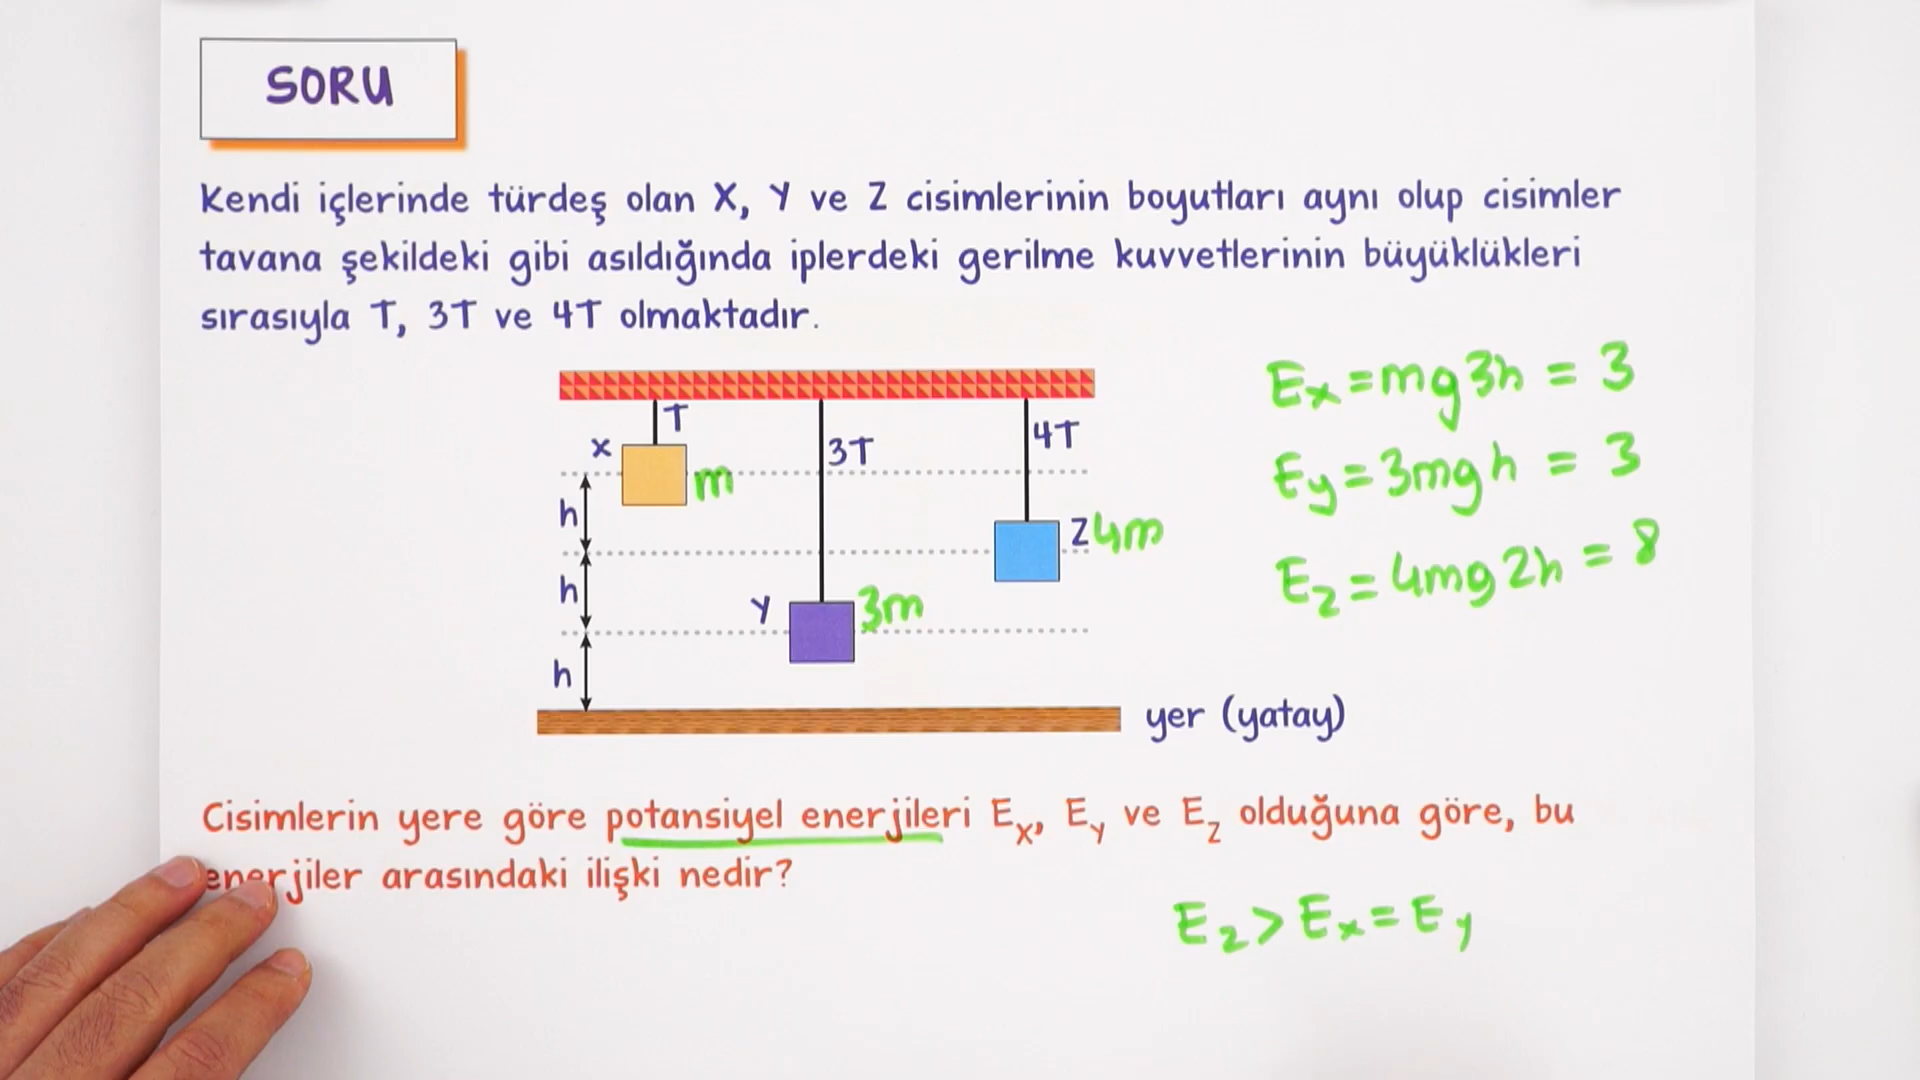 SORU
Kendi içlerinde türdeş olan X, Y ve Z cisimlerinin boyutları aynı olup cisimler
tavana şekildeki gibi asıldığında iplerdeki gerilme kuvvetlerinin büyüklükleri
sırasıyla T, 3T ve 4T olmaktadır.
T
x
m
3T
4T
h
Z 4m
h
Y
3m
h
yer (yatay)
Ex = mg3h = 3
Ey = 3mgh = 3
Ez = 4mg2h = 8
Cisimlerin yere göre potansiyel enerjileri Ex, EY ve EZ olduğuna göre, bu
enerjiler arasındaki ilişki nedir?
Ez > Ex = Ey